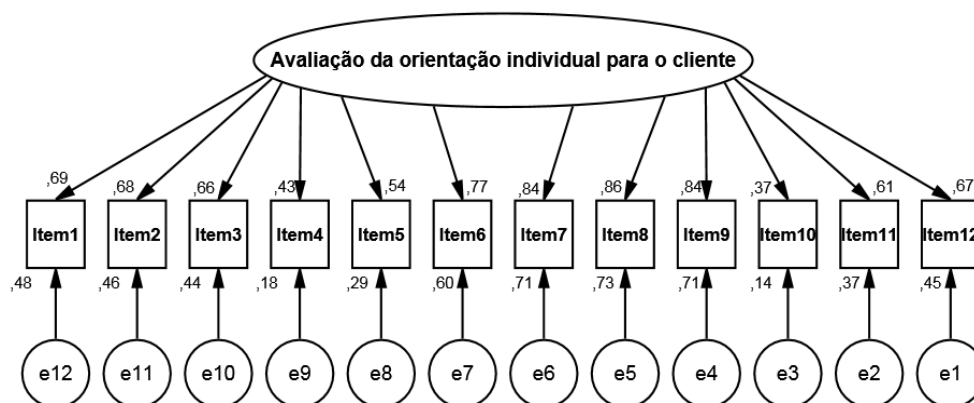 Avaliação da orientação individual para o cliente
,69 ,68 ,66 ,43 ,54 ,77 ,84 ,86 ,84 ,37 ,61 ,67
Item1 Item2 Item3 Item4 Item5 Item6 Item7 Item8 Item9 Item10 Item11 Item12
,48 ,46 ,44 ,18 ,29 ,60 ,71 ,73 ,71 ,14 ,37 ,45
e12 e11 e10 e9 e8 e7 e6 e5 e4 e3 e2 e1